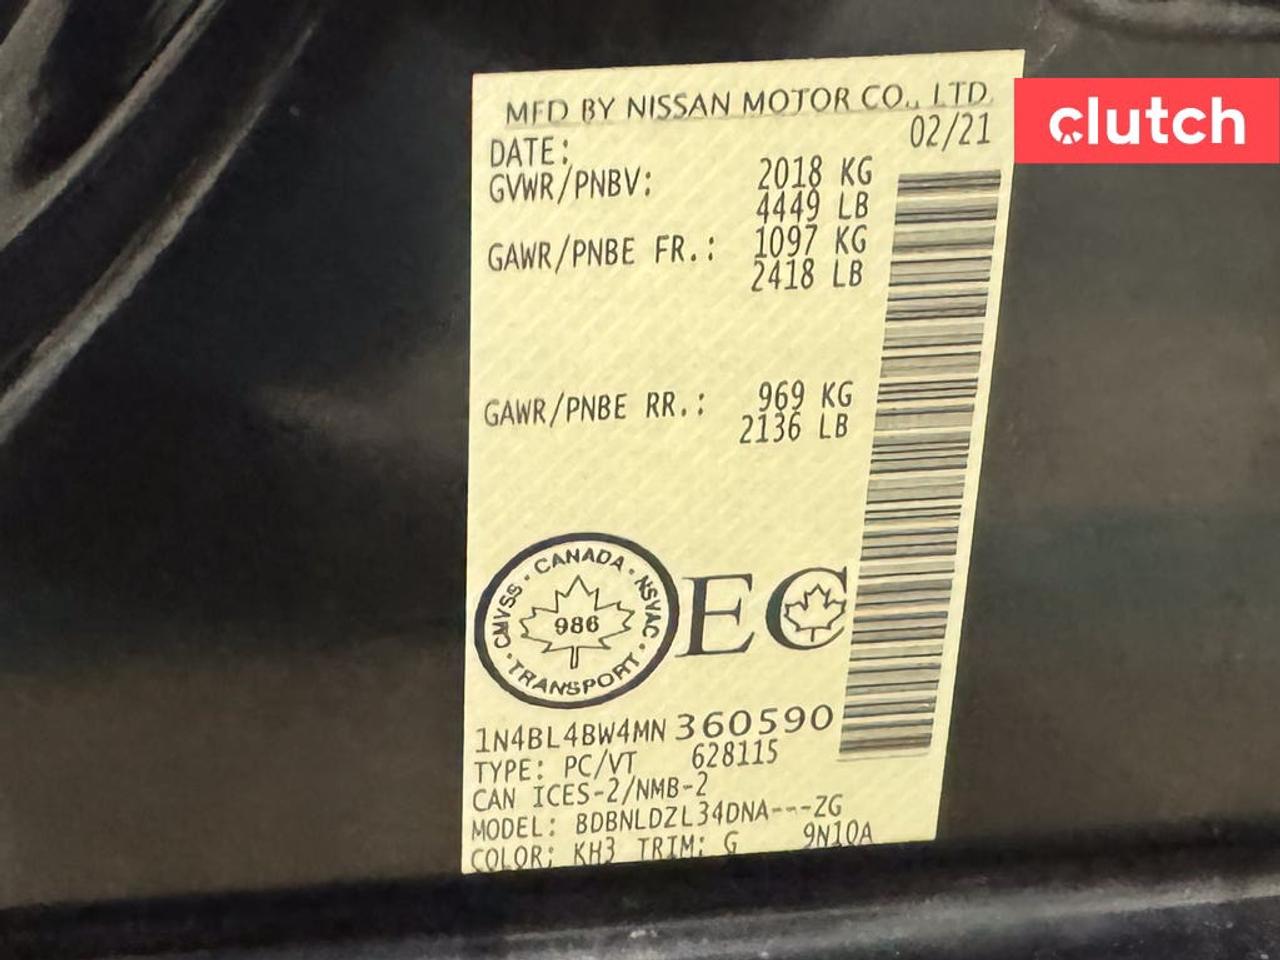 clutch
MFD BY NISSAN MOTOR CO., LTD.
DATE: 02/21
GVWR/PNBV: 2018 KG
4449 LB
GAWR/PNBE FR.: 1097 KG
2418 LB
GAWR/PNBE RR.: 969 KG
2136 LB
CMVSS · CANADA · NSVAC · TRANSPORT ·
986
EC
1N4BL4BW4MN360590
TYPE: PC/VT 628115
CAN ICES-2/NMB-2
MODEL: BDBNLDZL34DNA---ZG
COLOR: KH3 TRIM: G 9N10A